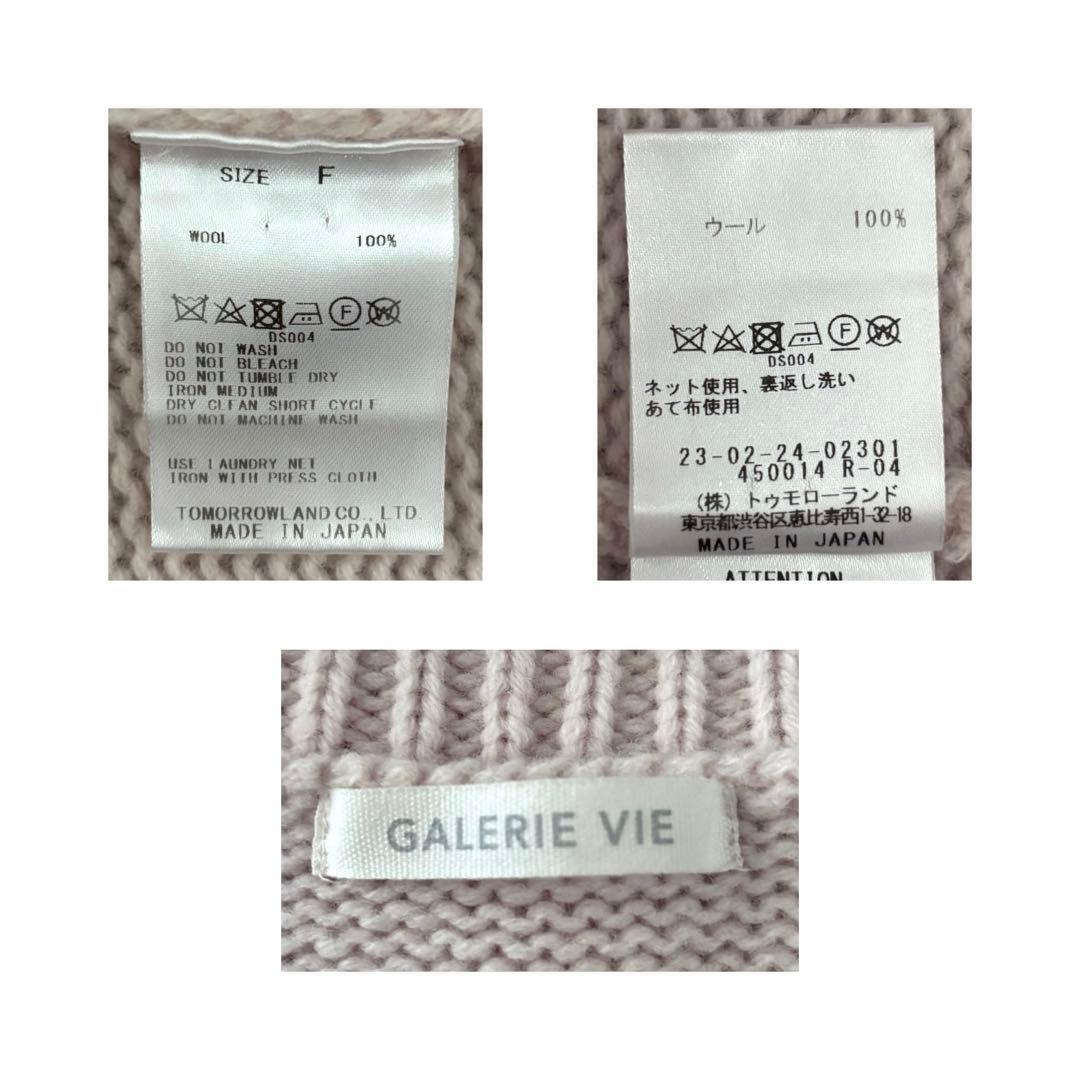 SIZE F
WOOL 100%
F W
DS004
DO NOT WASH
DO NOT BLEACH
DO NOT TUMBLE DRY
IRON MEDIUM
DRY CLEAN SHORT CYCLE
DO NOT MACHINE WASH
USE LAUNDRY NET
IRON WITH PRESS CLOTH
TOMORROWLAND CO., LTD.
MADE IN JAPAN
ウール 100%
F W
DS004
ネット使用、裏返し洗い
あて布使用
23-02-24-02301
450014 R-04
（株）トゥモローランド
東京都渋谷区恵比寿西1-32-18
MADE IN JAPAN
ATTENTION
GALERIE VIE